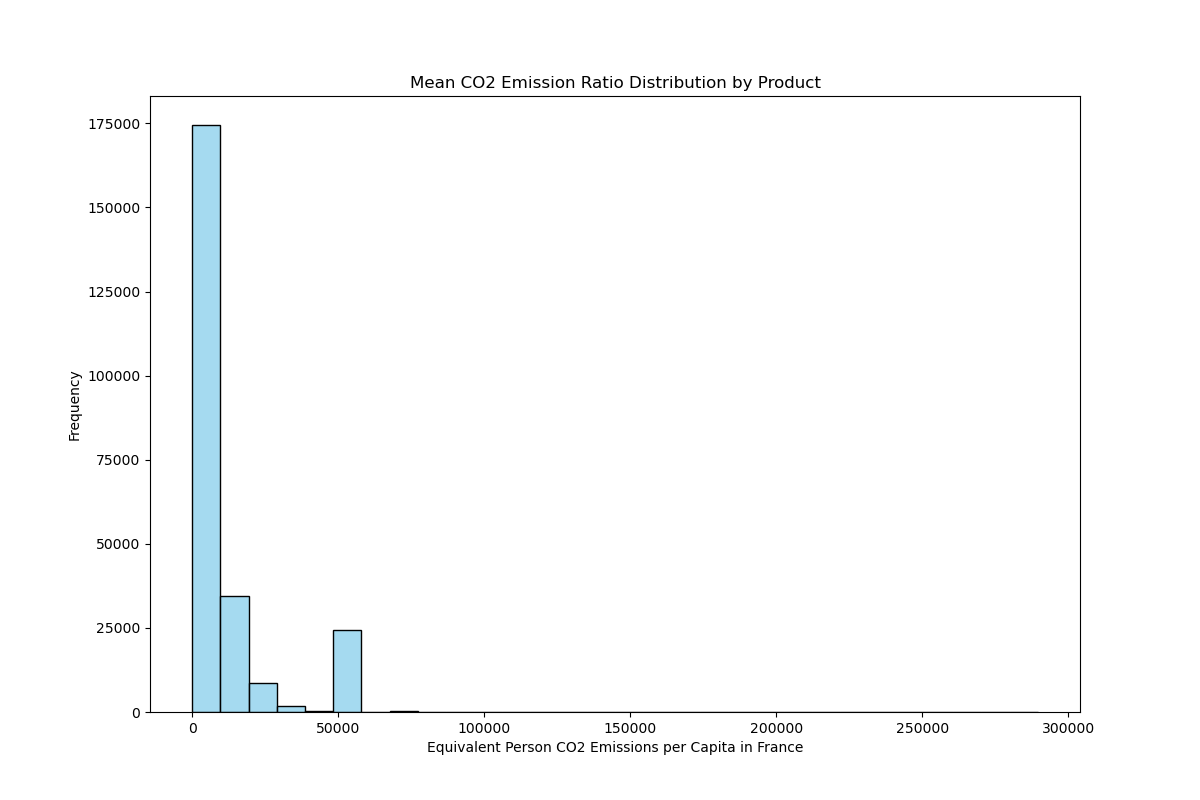 Mean CO2 Emission Ratio Distribution by Product
175000
150000
125000
100000
75000
50000
25000
0
Frequency
0 50000 100000 150000 200000 250000 300000
Equivalent Person CO2 Emissions per Capita in France